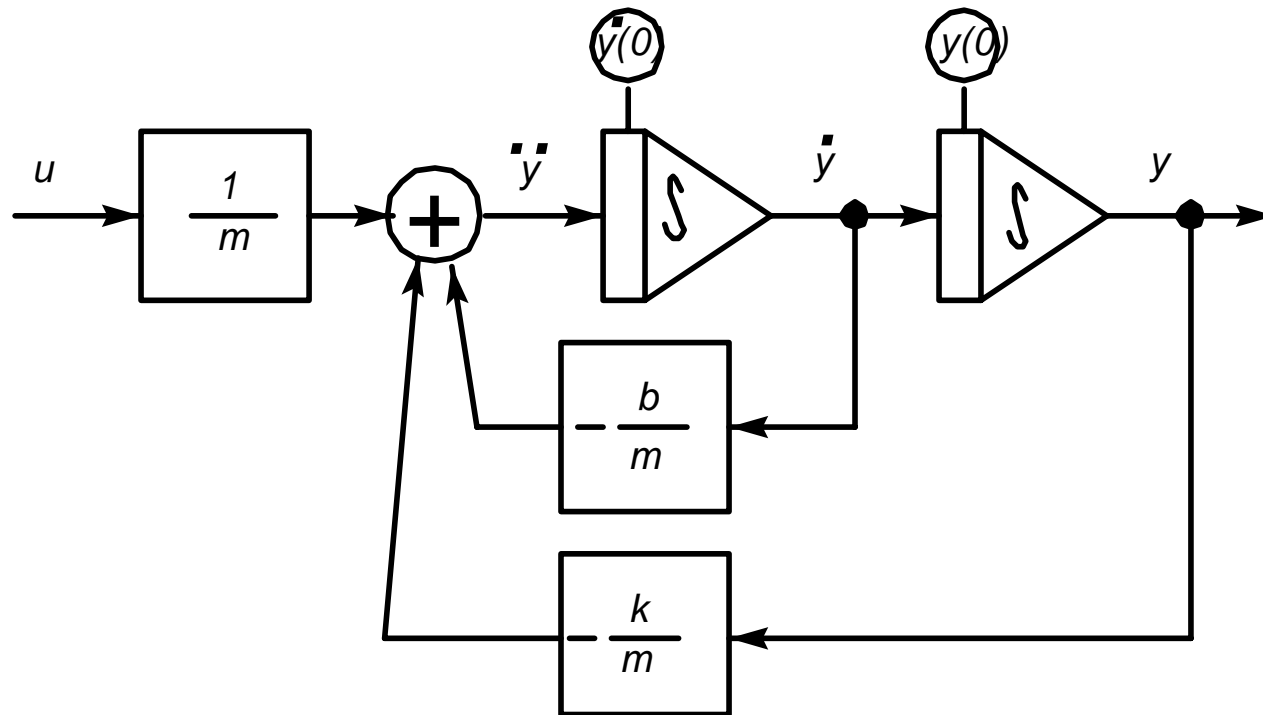 ẏ(0) y(0)
u 1/m + ÿ ∫ ẏ ∫ y
− b/m
− k/m